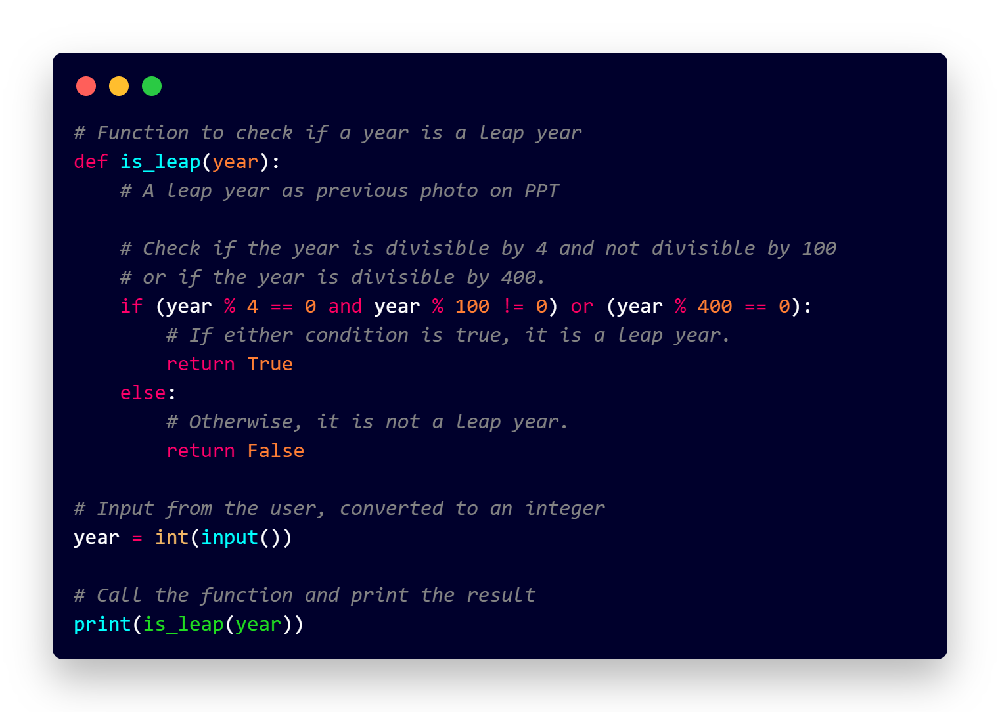 # Function to check if a year is a leap year
def is_leap(year):
    # A leap year as previous photo on PPT

    # Check if the year is divisible by 4 and not divisible by 100
    # or if the year is divisible by 400.
    if (year % 4 == 0 and year % 100 != 0) or (year % 400 == 0):
        # If either condition is true, it is a leap year.
        return True
    else:
        # Otherwise, it is not a leap year.
        return False

# Input from the user, converted to an integer
year = int(input())

# Call the function and print the result
print(is_leap(year))